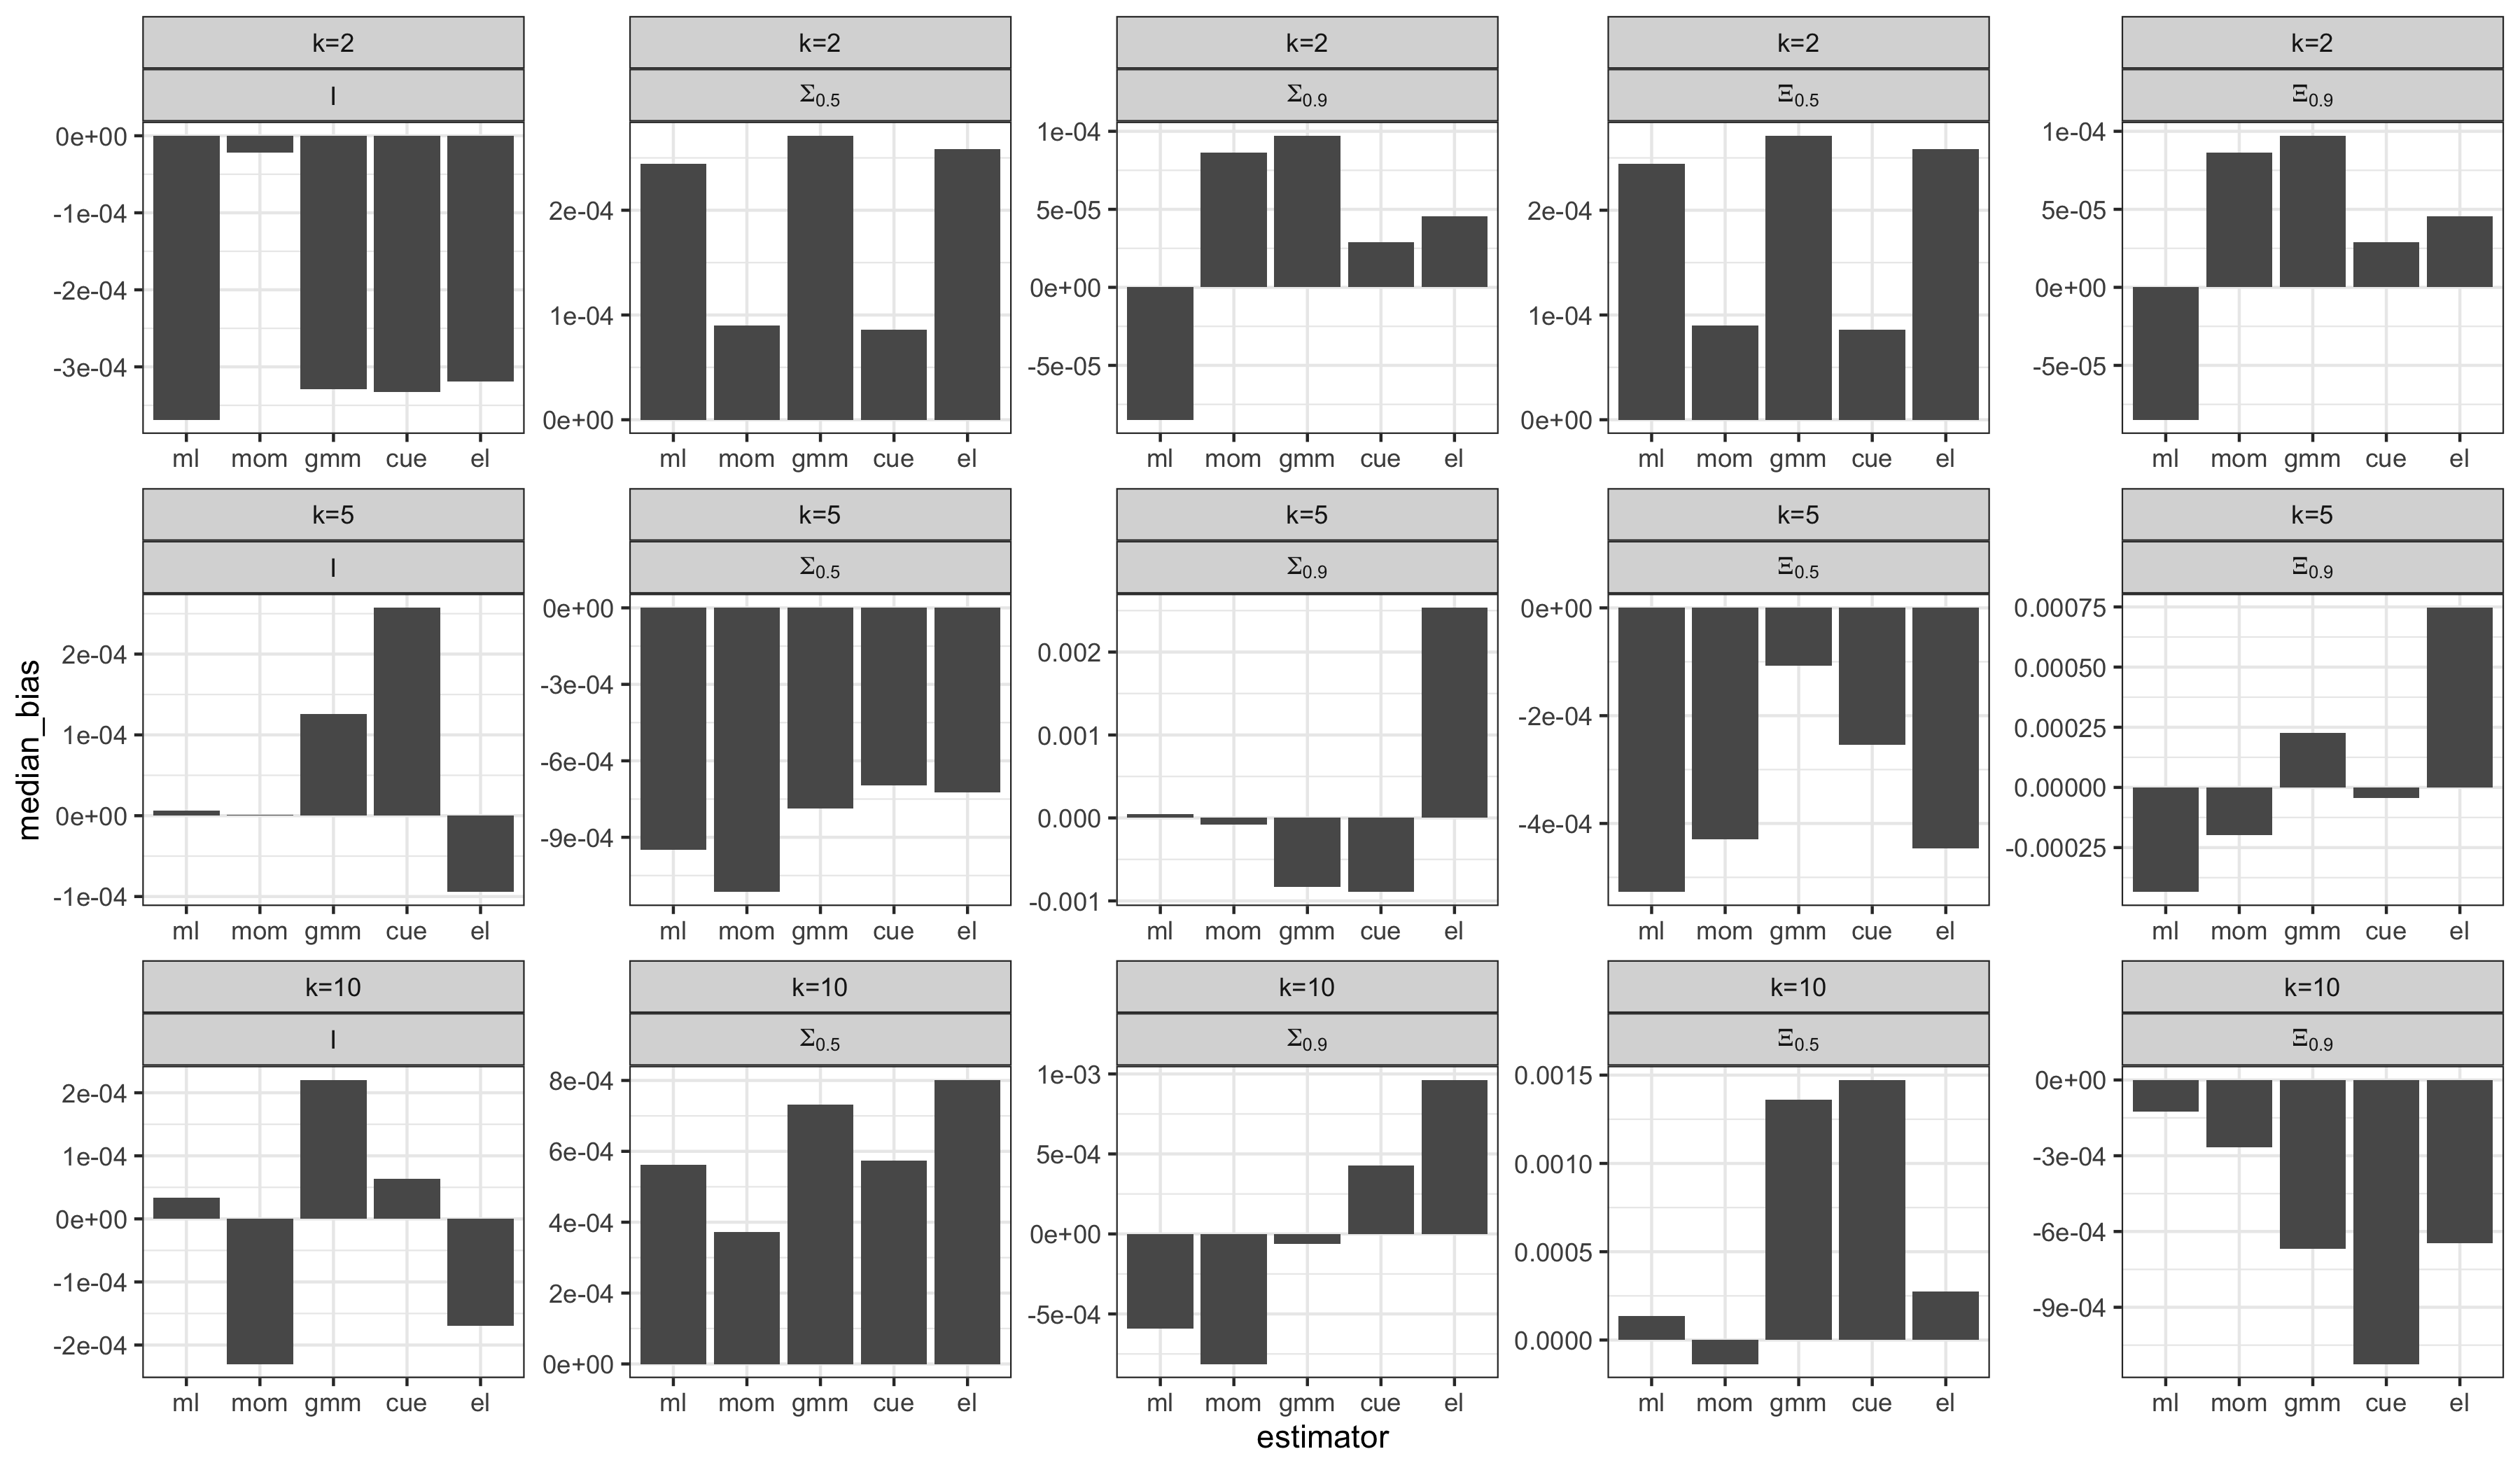 k=2 k=2 k=2 k=2 k=2
I Σ0.5 Σ0.9 Ξ0.5 Ξ0.9
0e+00
-1e-04
-2e-04
-3e-04
2e-04
1e-04
0e+00
1e-04
5e-05
0e+00
-5e-05
2e-04
1e-04
0e+00
1e-04
5e-05
0e+00
-5e-05
ml mom gmm cue el ml mom gmm cue el ml mom gmm cue el ml mom gmm cue el ml mom gmm cue el
k=5 k=5 k=5 k=5 k=5
I Σ0.5 Σ0.9 Ξ0.5 Ξ0.9
median_bias
2e-04
1e-04
0e+00
-1e-04
0e+00
-3e-04
-6e-04
-9e-04
0.002
0.001
0.000
-0.001
0e+00
-2e-04
-4e-04
0.00075
0.00050
0.00025
0.00000
-0.00025
ml mom gmm cue el ml mom gmm cue el ml mom gmm cue el ml mom gmm cue el ml mom gmm cue el
k=10 k=10 k=10 k=10 k=10
I Σ0.5 Σ0.9 Ξ0.5 Ξ0.9
2e-04
1e-04
0e+00
-1e-04
-2e-04
8e-04
6e-04
4e-04
2e-04
0e+00
1e-03
5e-04
0e+00
-5e-04
0.0015
0.0010
0.0005
0.0000
0e+00
-3e-04
-6e-04
-9e-04
ml mom gmm cue el ml mom gmm cue el ml mom gmm cue el ml mom gmm cue el ml mom gmm cue el
estimator